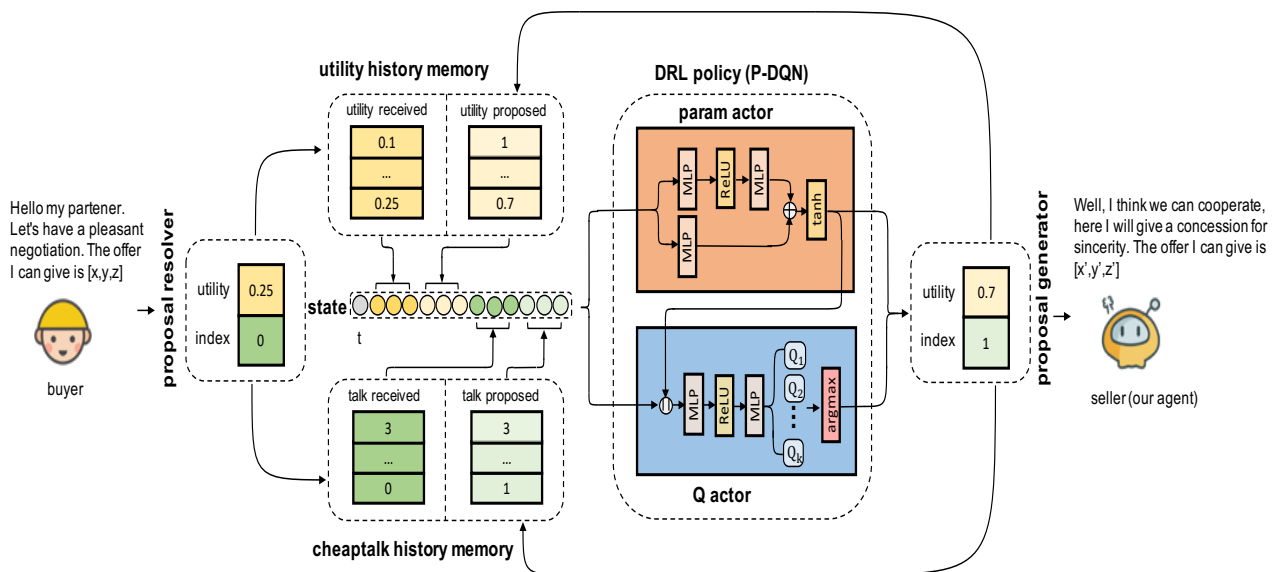 Hello my partener.
Let's have a pleasant
negotiation. The offer
I can give is [x,y,z]
buyer
proposal resolver
utility
0.25
index
0
utility history memory
utility received
0.1
...
0.25
utility proposed
1
...
0.7
state
t
talk received
3
...
0
talk proposed
3
...
1
cheaptalk history memory
DRL policy (P-DQN)
param actor
MLP
ReLU
MLP
MLP
tanh
||
MLP
ReLU
MLP
Q1
Q2
Qk
argmax
Q actor
utility
0.7
index
1
proposal generator
Well, I think we can cooperate,
here I will give a concession for
sincerity. The offer I can give is
[x',y',z']
seller (our agent)